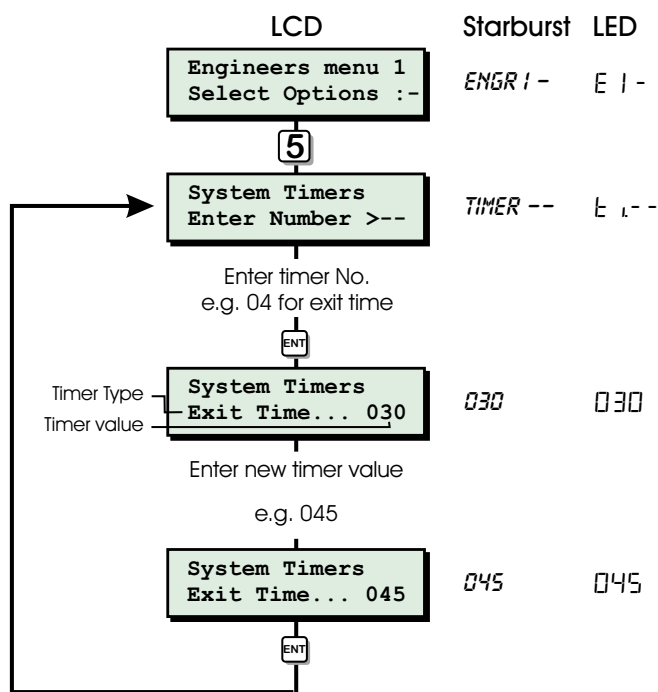 LCD Starburst LED
Engineers menu 1
Select Options :-
ENGR1- E1-
5
System Timers
Enter Number >--
TIMER -- ti.--
Enter timer No.
e.g. 04 for exit time
ENT
Timer Type
Timer value
System Timers
Exit Time... 030
030 030
Enter new timer value
e.g. 045
System Timers
Exit Time... 045
045 045
ENT